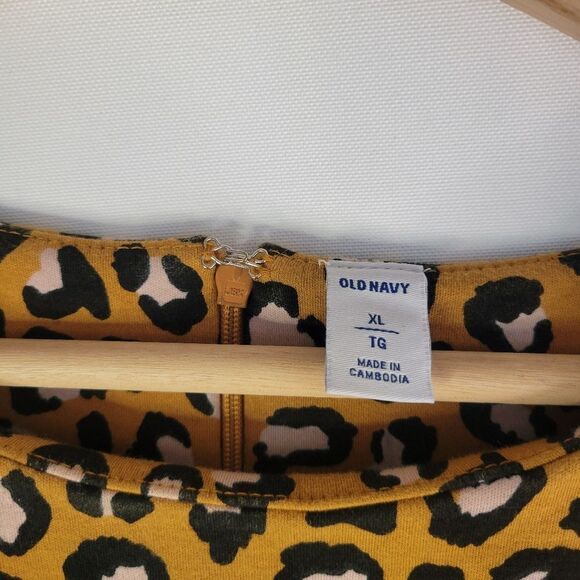 OLD NAVY
XL
TG
MADE IN
CAMBODIA